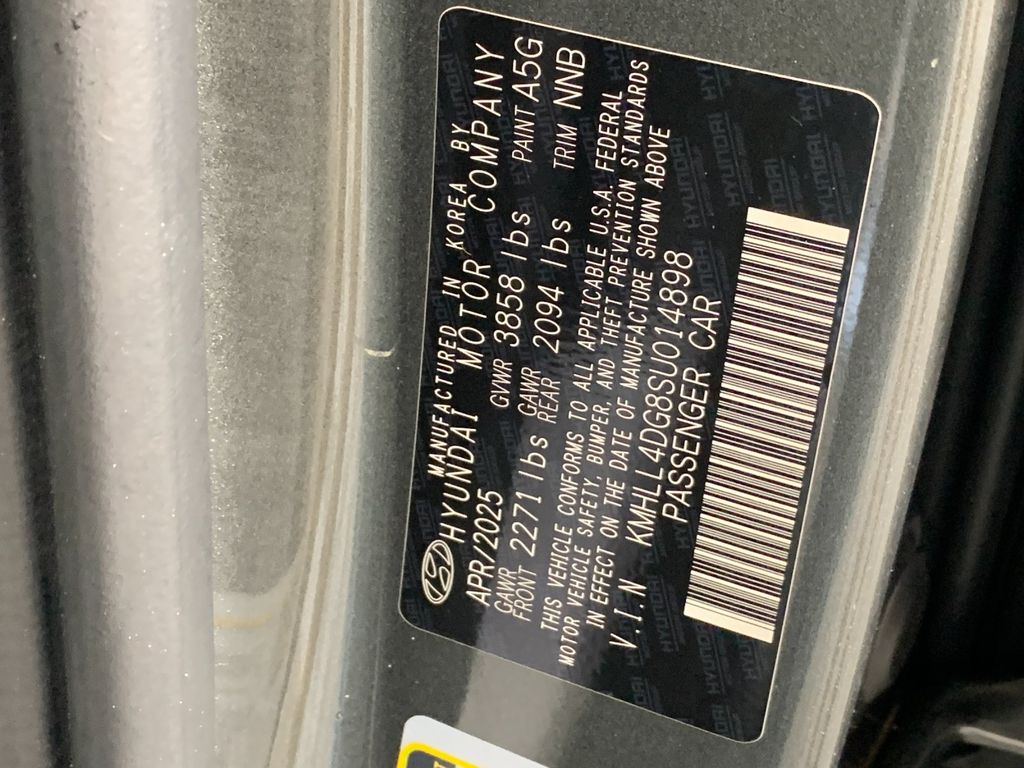 MANUFACTURED IN KOREA BY
HYUNDAI MOTOR COMPANY
APR/2025 GVWR 3858 lbs PAINT A5G
GAWR FRONT 2271 lbs GAWR REAR 2094 lbs TRIM NNB
THIS VEHICLE CONFORMS TO ALL APPLICABLE U.S.A. FEDERAL
MOTOR VEHICLE SAFETY, BUMPER, AND THEFT PREVENTION STANDARDS
IN EFFECT ON THE DATE OF MANUFACTURE SHOWN ABOVE
V.I.N KMHLL4DG8SU014898
PASSENGER CAR